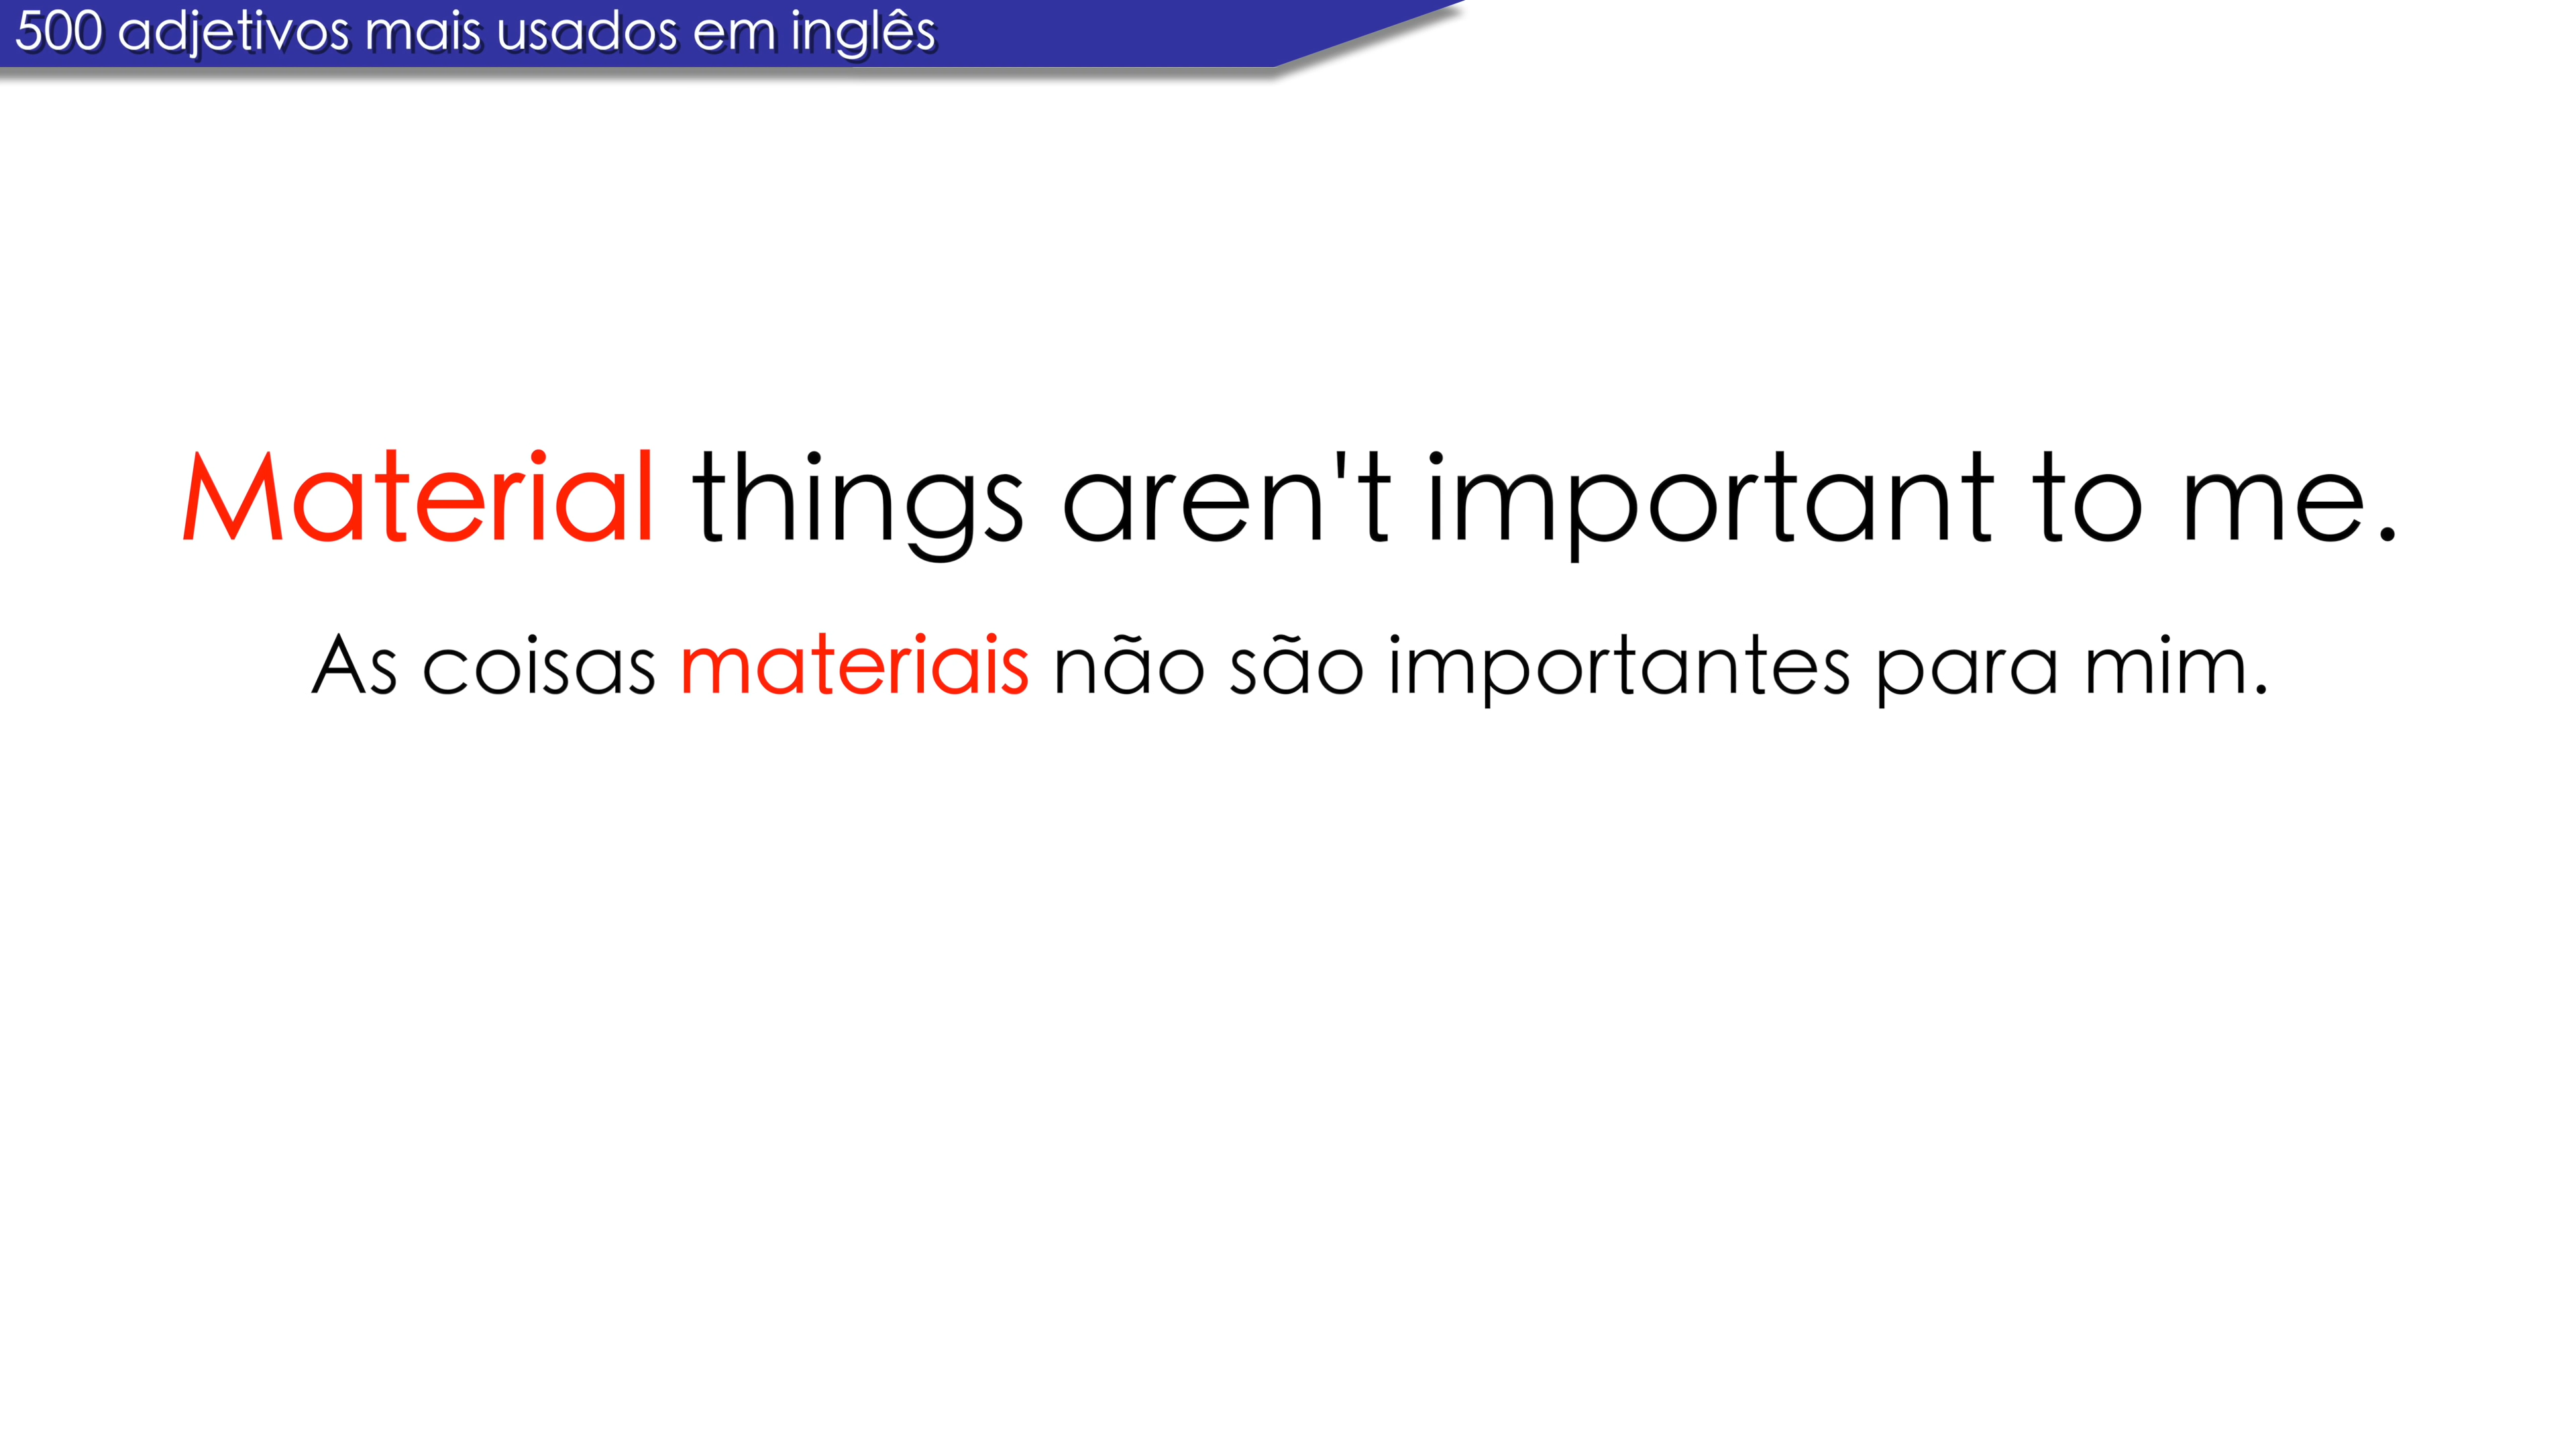 500 adjetivos mais usados em inglês
Material things aren't important to me.
As coisas materiais não são importantes para mim.